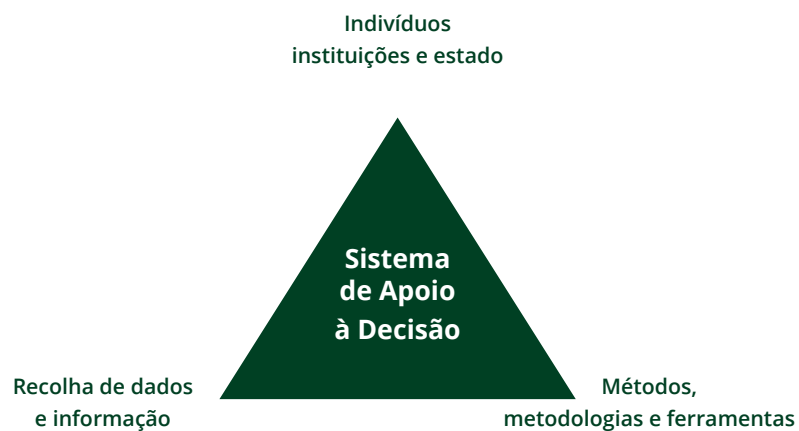 Indivíduos
instituições e estado
Sistema
de Apoio
à Decisão
Recolha de dados
e informação
Métodos,
metodologias e ferramentas